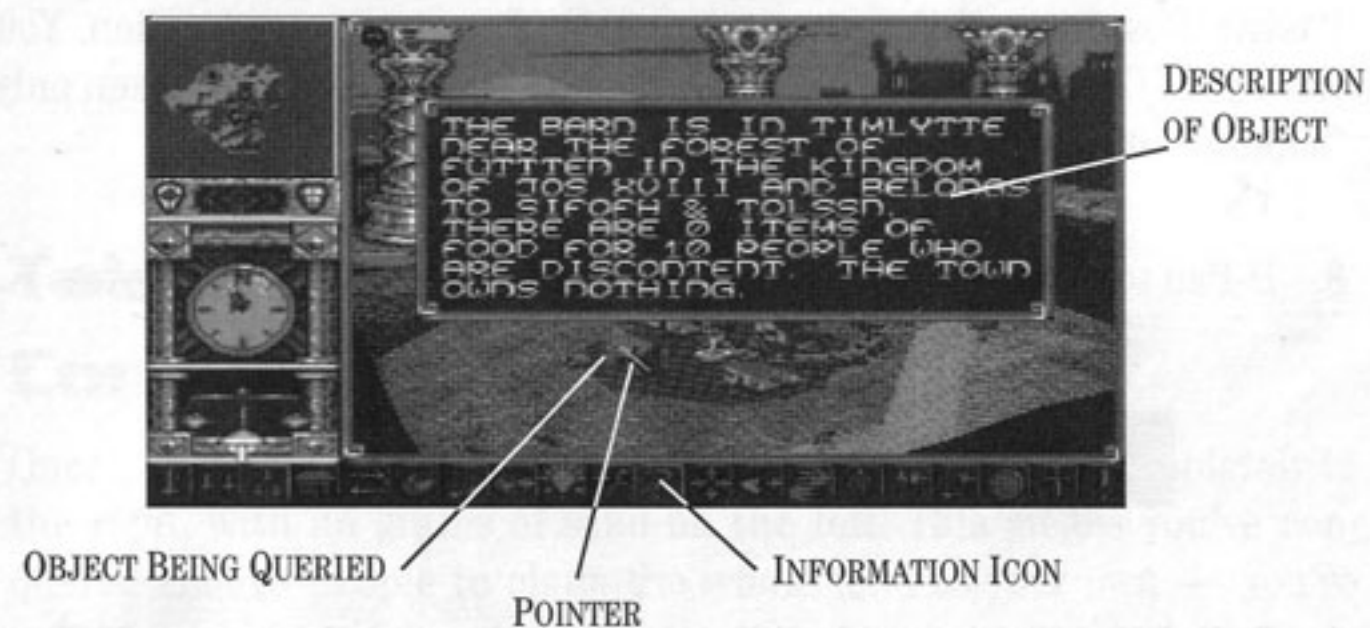 THE BARN IS IN TIMLYTTE
NEAR THE FOREST OF
FUTTTEN IN THE KINGDOM
OF JOS XVIII AND BELONGS
TO SIFOFH & TOLSSN.
THERE ARE 0 ITEMS OF
FOOD FOR 10 PEOPLE WHO
ARE DISCONTENT. THE TOWN
OWNS NOTHING.
DESCRIPTION
OF OBJECT
OBJECT BEING QUERIED
POINTER
INFORMATION ICON